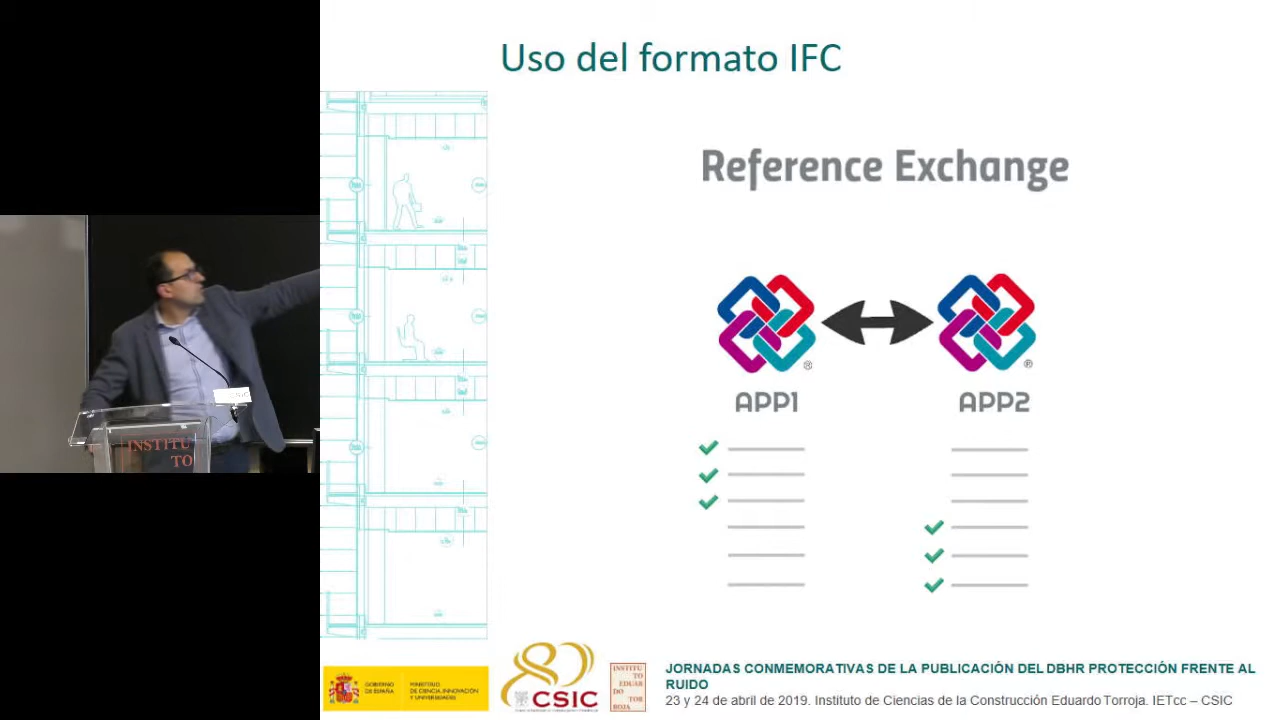 Uso del formato IFC
Reference Exchange
®
®
APP1
APP2
CSIC
INSTITU
TO
GOBIERNO
DE ESPAÑA
MINISTERIO
DE CIENCIA, INNOVACIÓN
Y UNIVERSIDADES
80
CSIC
INSTITU
TO
EDUAR
DO
TOR
ROJA
JORNADAS CONMEMORATIVAS DE LA PUBLICACIÓN DEL DBHR PROTECCIÓN FRENTE AL
RUIDO
23 y 24 de abril de 2019. Instituto de Ciencias de la Construcción Eduardo Torroja. IETcc – CSIC